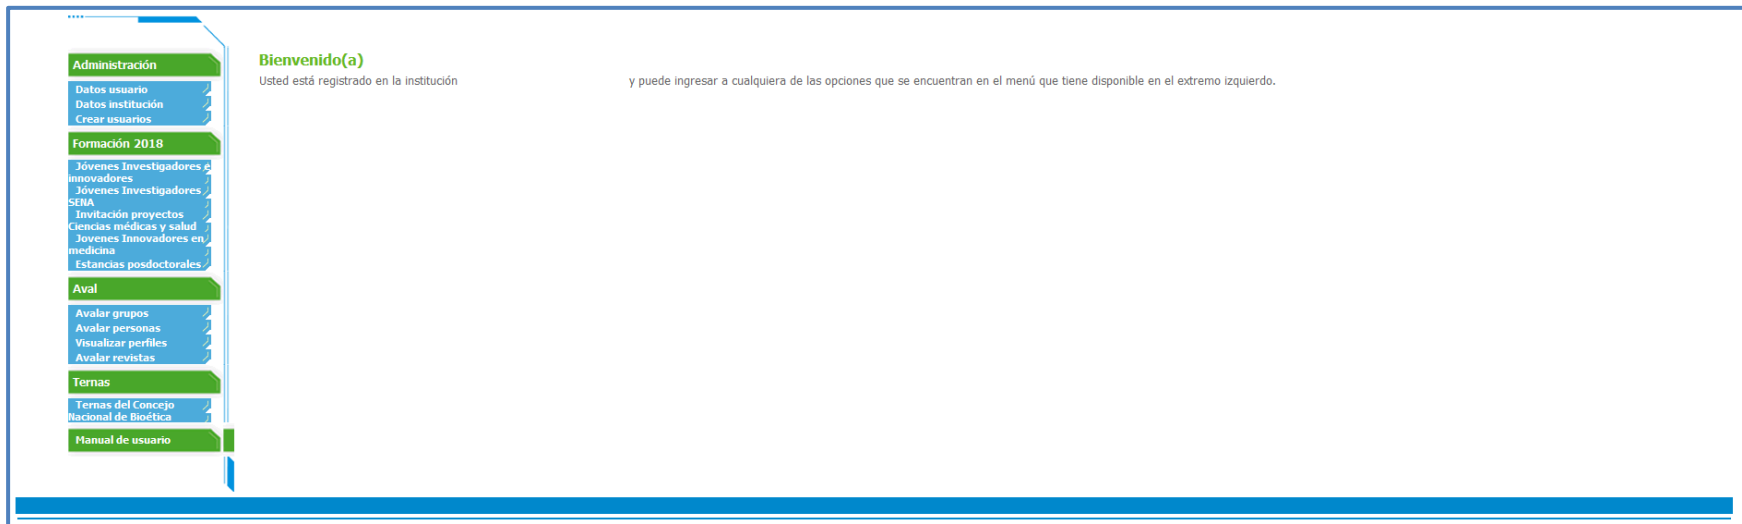 Administración
Datos usuario
Datos institución
Crear usuarios
Formación 2018
Jóvenes Investigadores e
innovadores
Jóvenes Investigadores
SENA
Invitación proyectos
Ciencias médicas y salud
Jovenes Innovadores en
medicina
Estancias posdoctorales
Aval
Avalar grupos
Avalar personas
Visualizar perfiles
Avalar revistas
Ternas
Ternas del Concejo
Nacional de Bioética
Manual de usuario
Bienvenido(a)
Usted está registrado en la institución y puede ingresar a cualquiera de las opciones que se encuentran en el menú que tiene disponible en el extremo izquierdo.